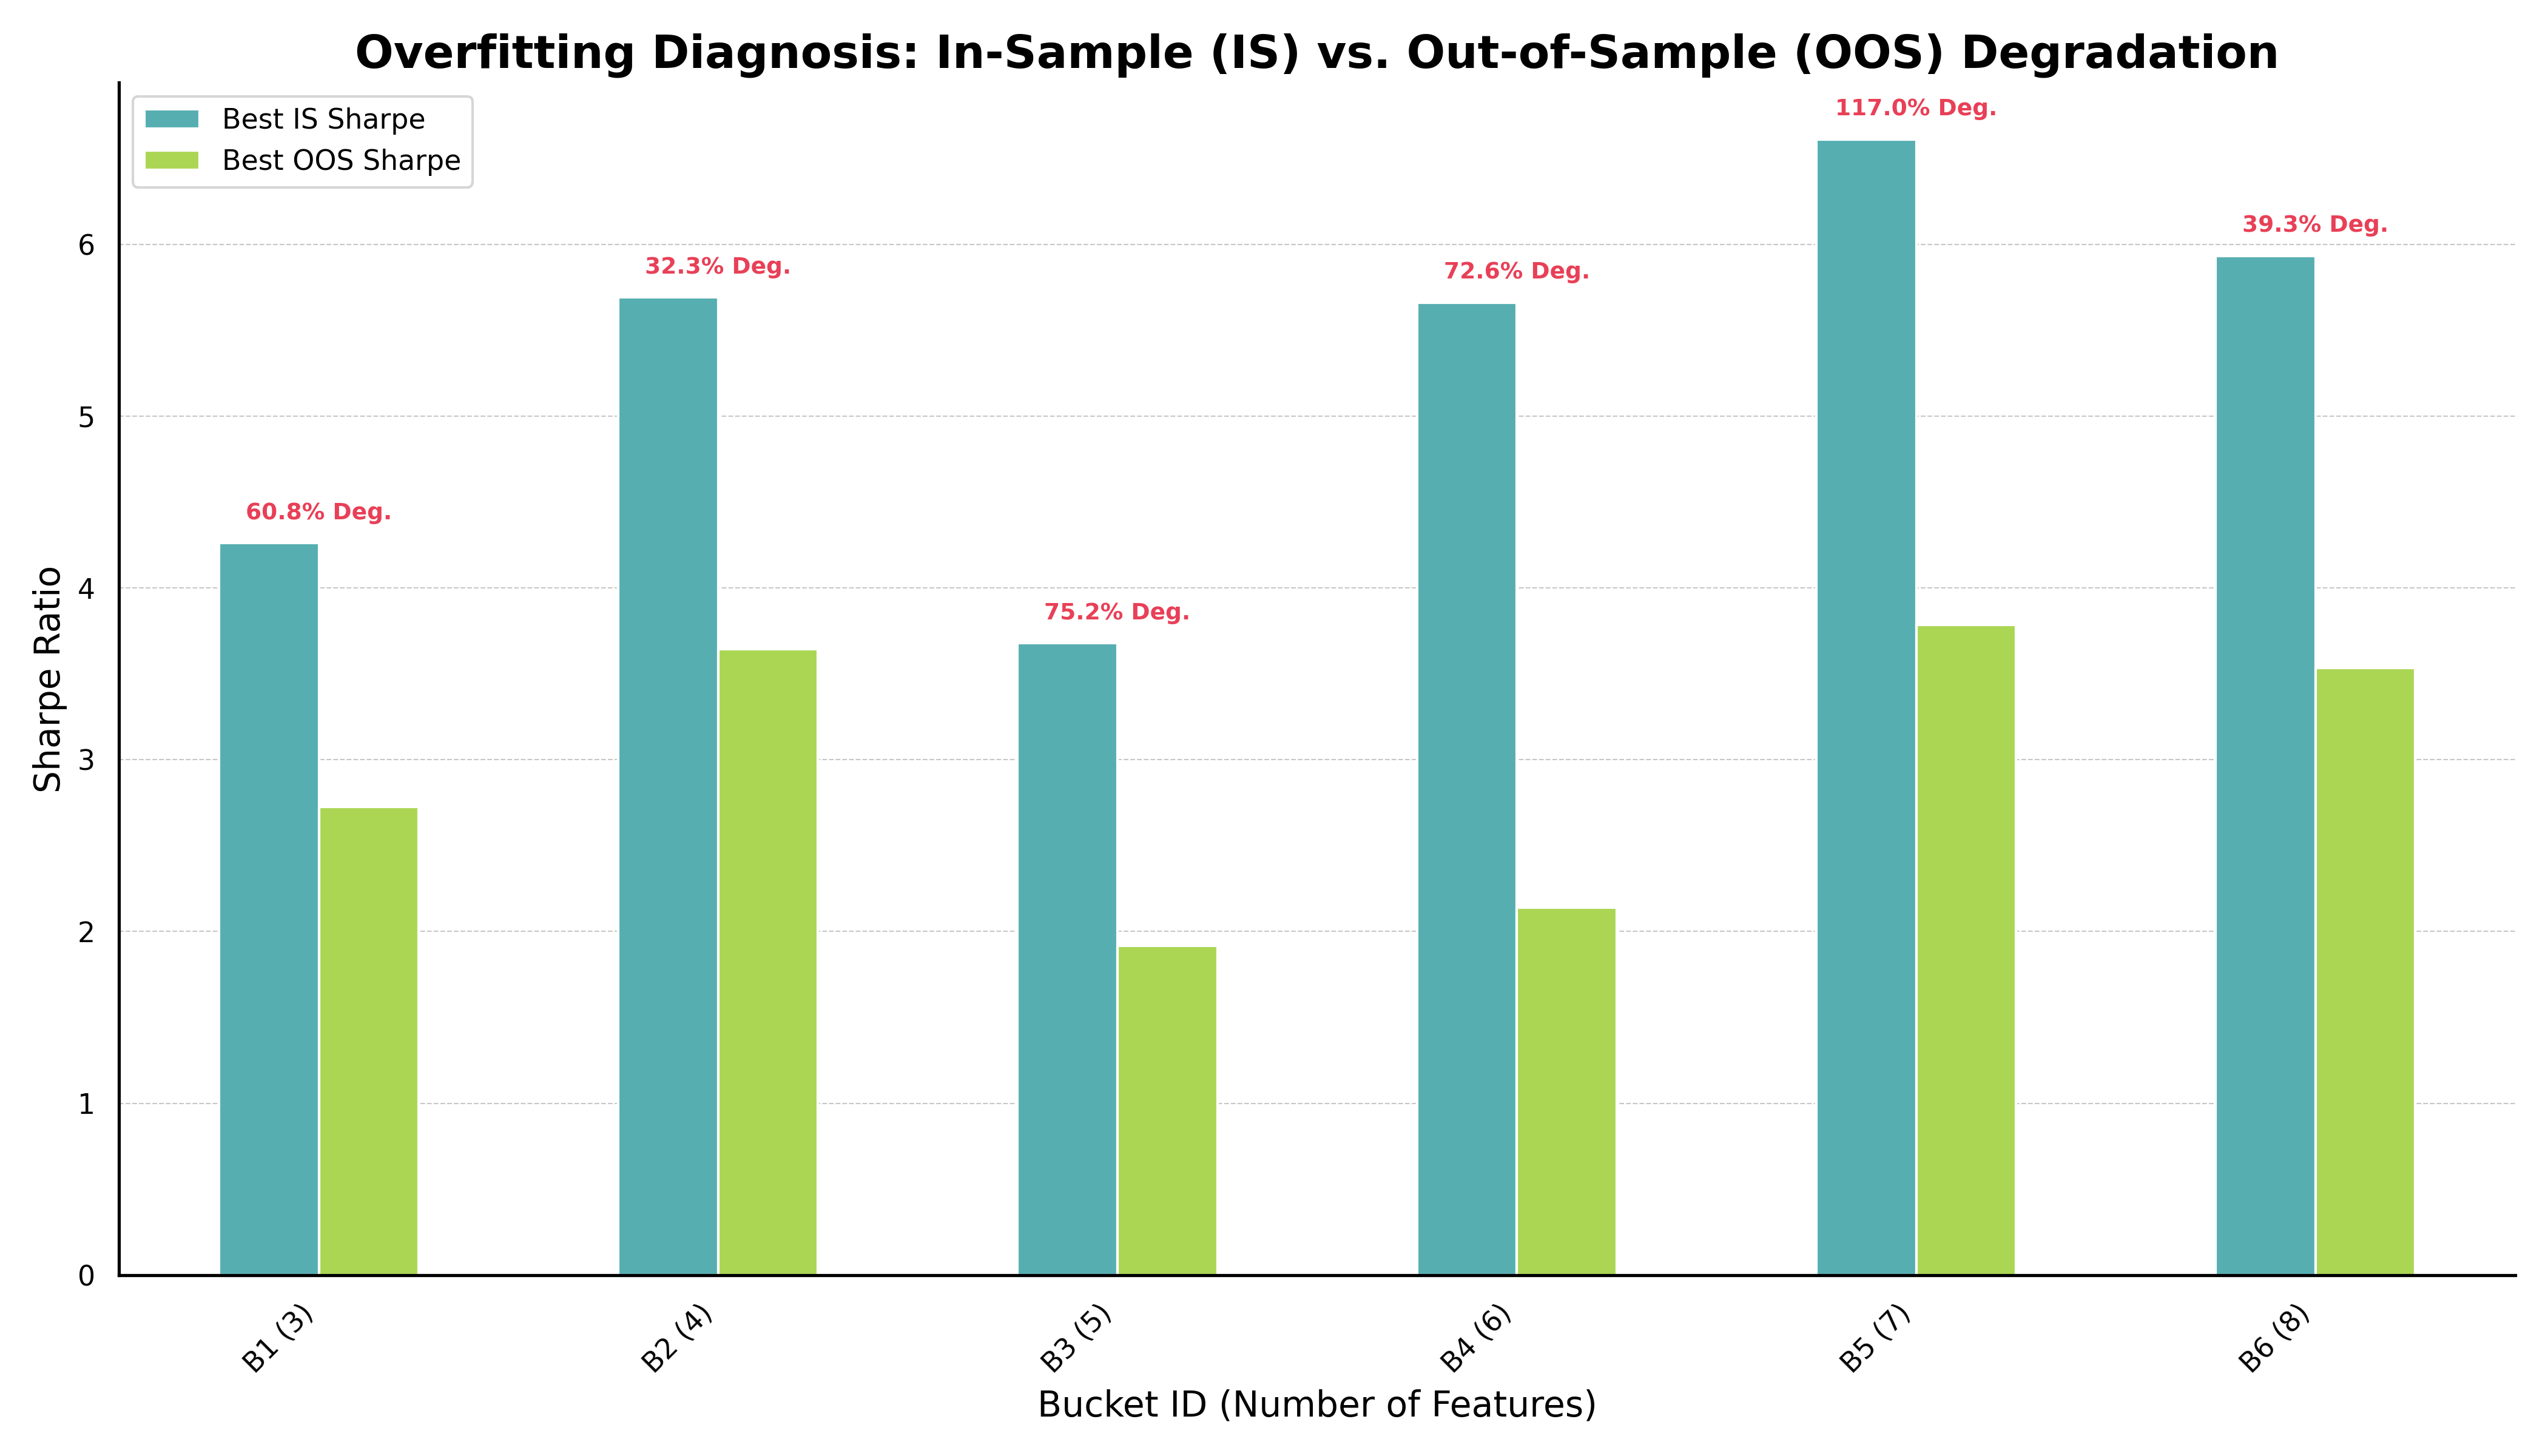 Overfitting Diagnosis: In-Sample (IS) vs. Out-of-Sample (OOS) Degradation
Best IS Sharpe
Best OOS Sharpe
117.0% Deg.
39.3% Deg.
32.3% Deg.
72.6% Deg.
60.8% Deg.
75.2% Deg.
Sharpe Ratio
6
5
4
3
2
1
0
B1 (3)
B2 (4)
B3 (5)
B4 (6)
B5 (7)
B6 (8)
Bucket ID (Number of Features)